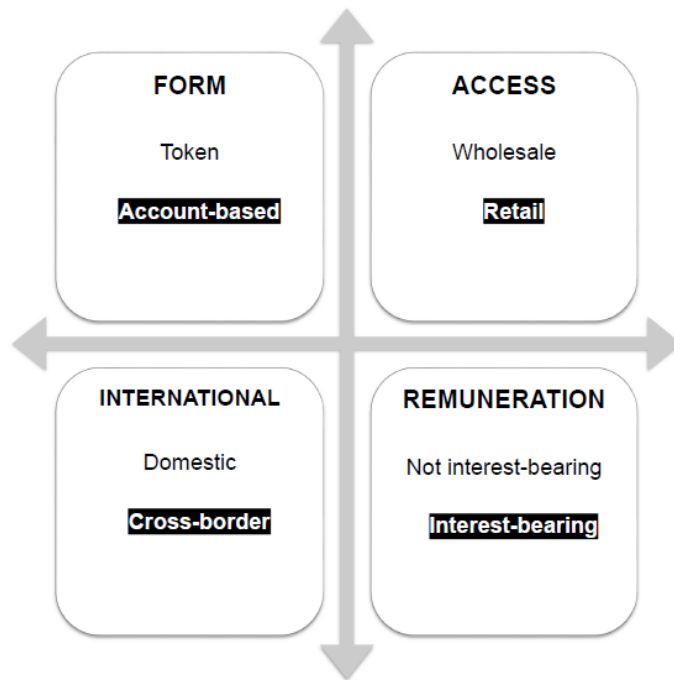 FORM
Token
Account-based
ACCESS
Wholesale
Retail
INTERNATIONAL
Domestic
Cross-border
REMUNERATION
Not interest-bearing
Interest-bearing